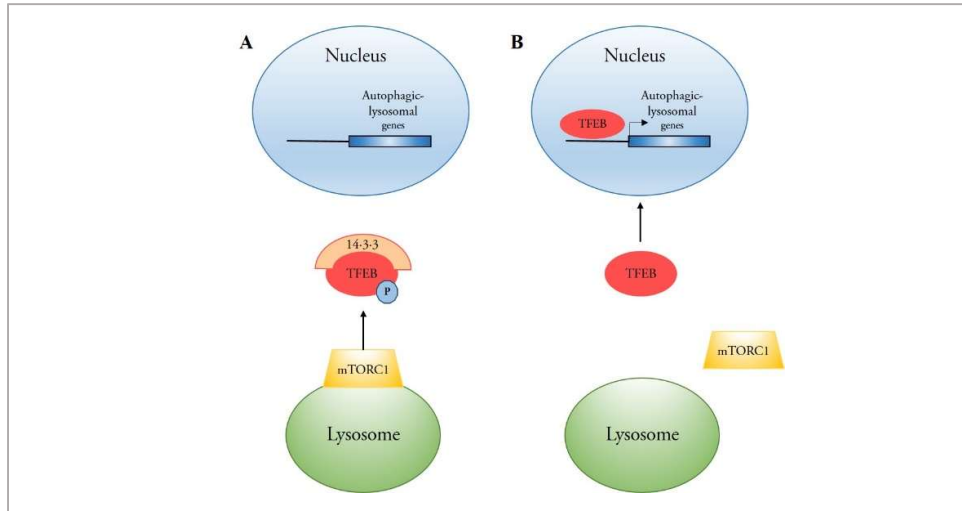 A
Nucleus
Autophagic-
lysosomal
genes
14·3·3
TFEB
P
mTORC1
Lysosome
B
Nucleus
Autophagic-
lysosomal
genes
TFEB
TFEB
mTORC1
Lysosome